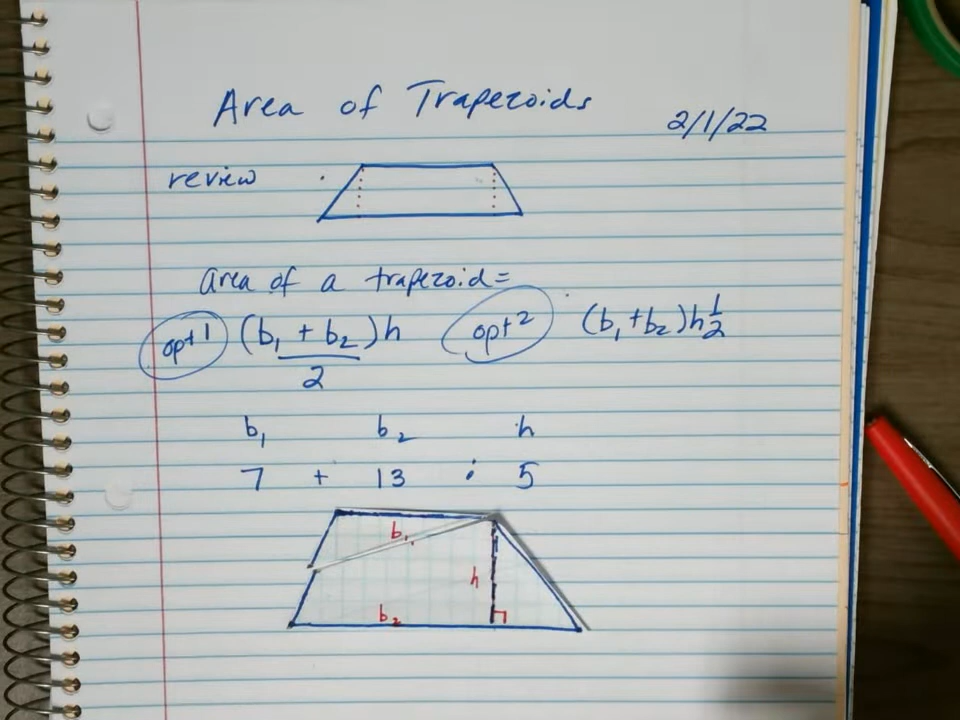 Area of Trapezoids
2/1/22
review
Area of a trapezoid=
opt 1 (b₁ + b₂)h opt 2 (b₁+b₂)h ½
2
b₁ b₂ h
7 + 13 · 5
b₁
h
b₂